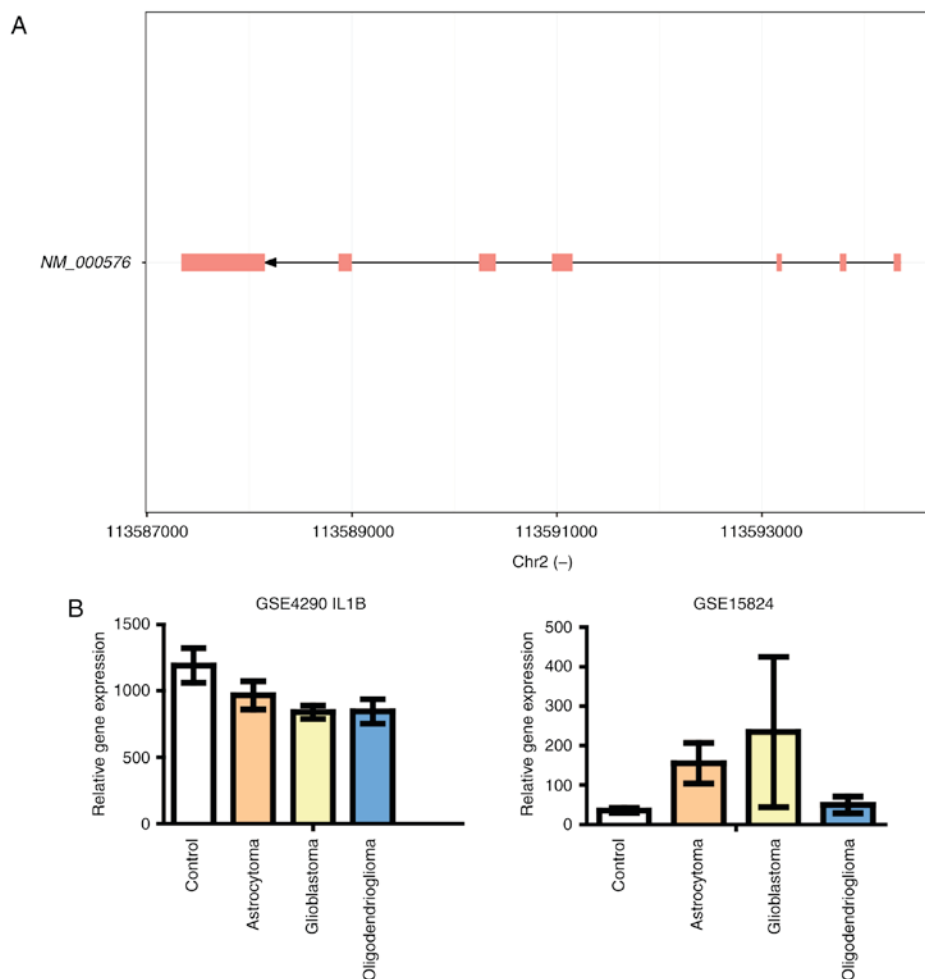 A
NM_000576
113587000 113589000 113591000 113593000
Chr2 (–)
B
GSE4290 IL1B
Relative gene expression
1500
1000
500
0
Control
Astrocytoma
Glioblastoma
Oligodendrioglioma
GSE15824
Relative gene expression
500
400
300
200
100
0
Control
Astrocytoma
Glioblastoma
Oligodendrioglioma